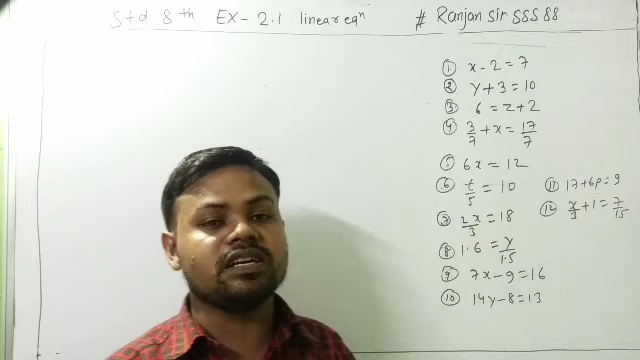 Std 8th EX-2.1 linear eqn # Ranjan Sir SSS 88
① x - 2 = 7
② y + 3 = 10
③ 6 = z + 2
④ 3/7 + x = 17/7
⑤ 6x = 12
⑥ t/5 = 10
⑦ 2x/3 = 18
⑧ 1.6 = y/1.5
⑨ 7x - 9 = 16
⑩ 14y - 8 = 13
⑪ 17 + 6p = 9
⑫ x/3 + 1 = 7/15